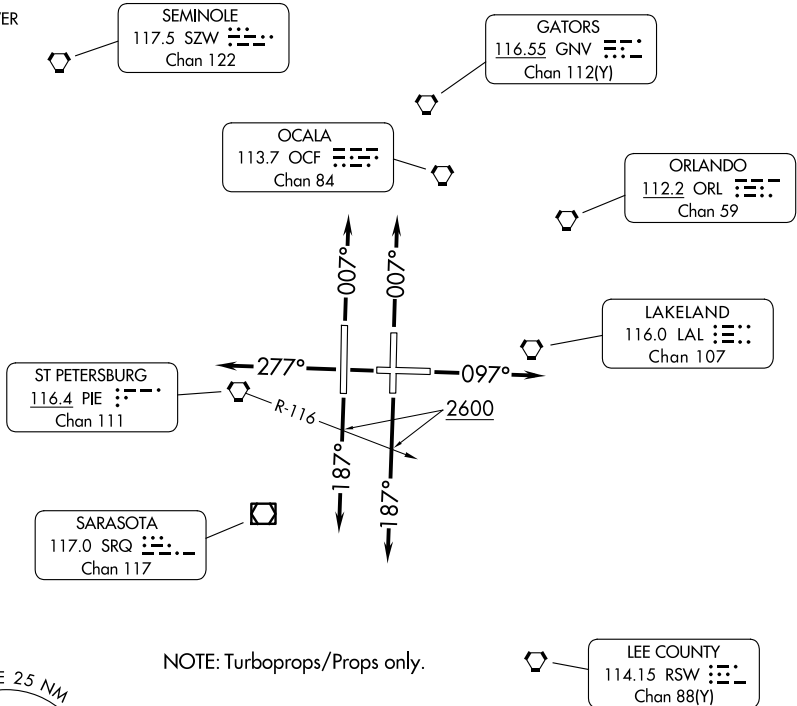 TER
SEMINOLE
117.5 SZW
Chan 122
GATORS
116.55 GNV
Chan 112(Y)
OCALA
113.7 OCF
Chan 84
ORLANDO
112.2 ORL
Chan 59
007°
007°
LAKELAND
116.0 LAL
Chan 107
277°
097°
ST PETERSBURG
116.4 PIE
Chan 111
R-116
2600
187°
187°
SARASOTA
117.0 SRQ
Chan 117
NOTE: Turboprops/Props only.
LEE COUNTY
114.15 RSW
Chan 88(Y)
E 25 NM